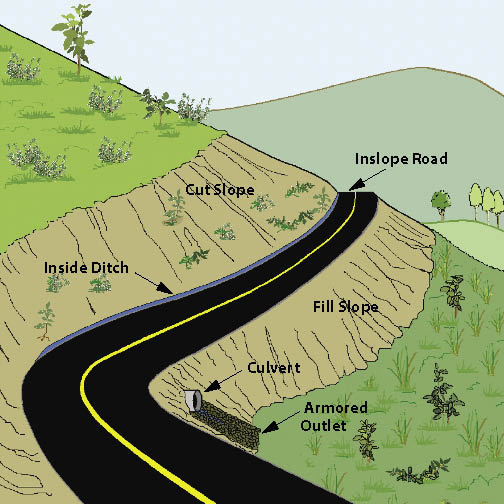 Inslope Road
Cut Slope
Inside Ditch
Fill Slope
Culvert
Armored
Outlet